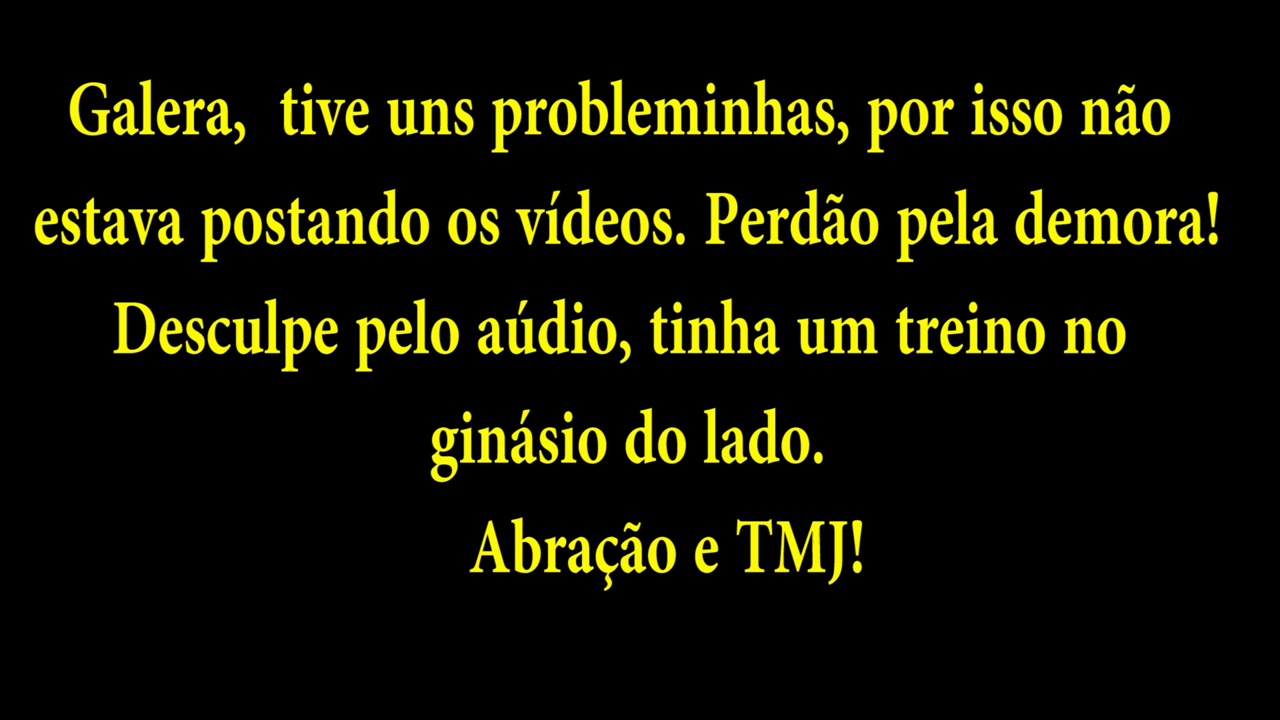 Galera, tive uns probleminhas, por isso não
estava postando os vídeos. Perdão pela demora!
Desculpe pelo aúdio, tinha um treino no
ginásio do lado.
Abração e TMJ!